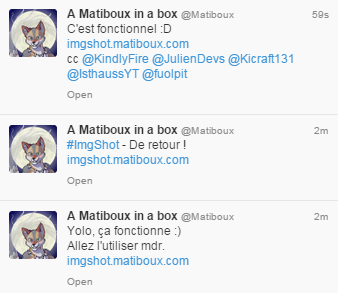 A Matiboux in a box @Matiboux 59s
C'est fonctionnel :D
imgshot.matiboux.com
cc @KindlyFire @JulienDevs @Kicraft131
@IsthaussYT @fuolpit
Open
A Matiboux in a box @Matiboux 2m
#ImgShot - De retour !
imgshot.matiboux.com
Open
A Matiboux in a box @Matiboux 2m
Yolo, ça fonctionne :)
Allez l'utiliser mdr.
imgshot.matiboux.com
Open